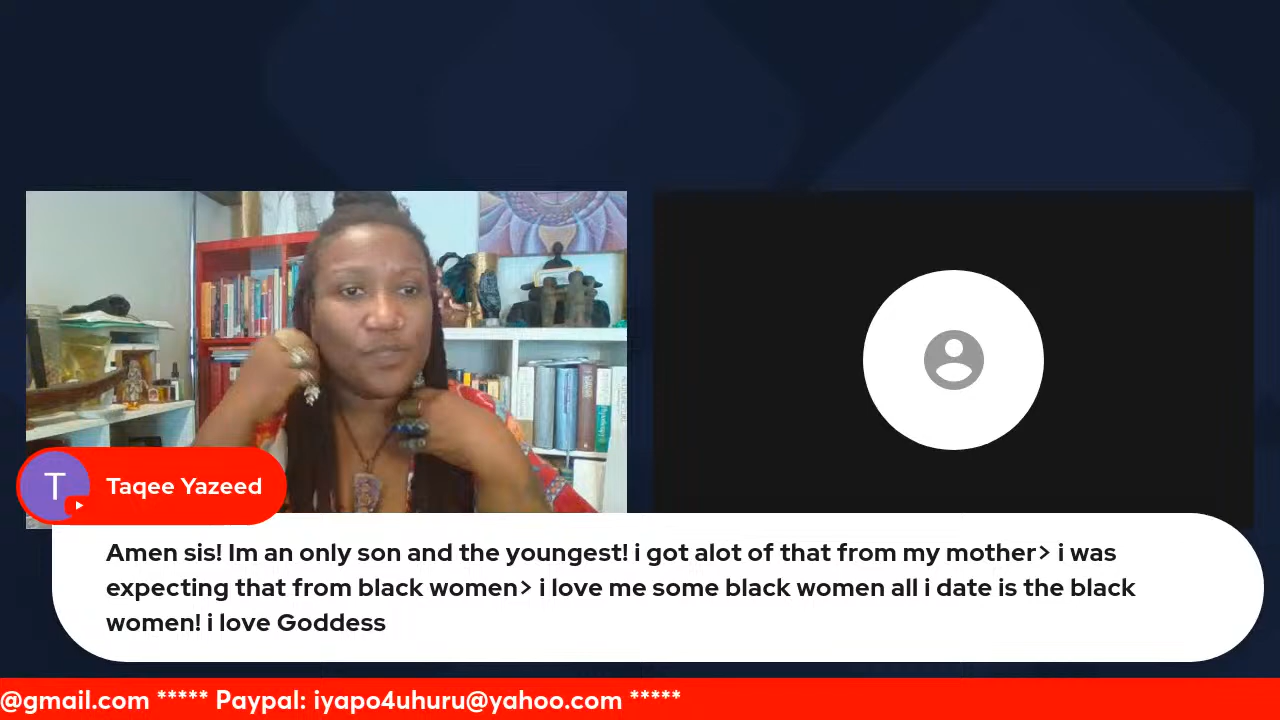 T
Taqee Yazeed
Amen sis! Im an only son and the youngest! i got alot of that from my mother> i was
expecting that from black women> i love me some black women all i date is the black
women! i love Goddess
@gmail.com ***** Paypal: iyapo4uhuru@yahoo.com *****